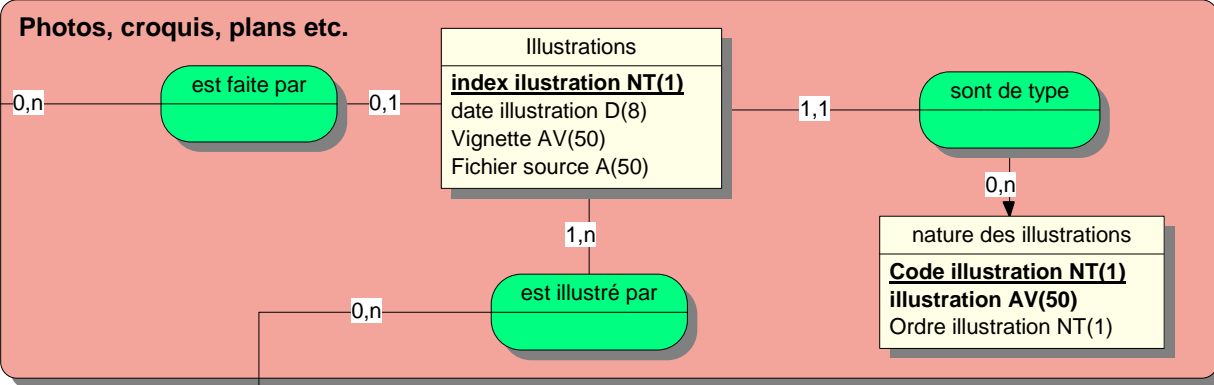 Photos, croquis, plans etc.
Illustrations
index ilustration NT(1)
date illustration D(8)
Vignette AV(50)
Fichier source A(50)
est faite par
0,n
0,1
1,1
sont de type
0,n
nature des illustrations
Code illustration NT(1)
illustration AV(50)
Ordre illustration NT(1)
1,n
est illustré par
0,n